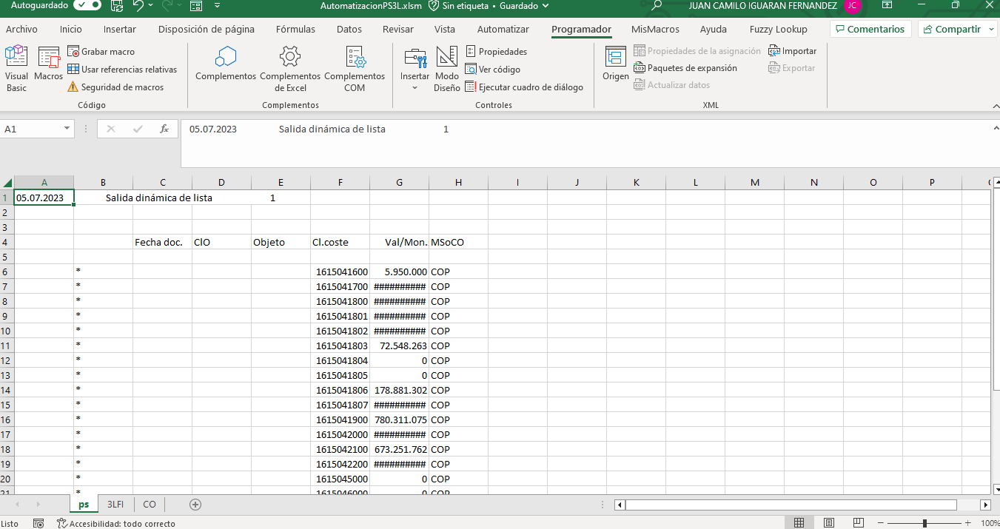 Autoguardado AutomatizacionPS3L.xlsm Sin etiqueta • Guardado JUAN CAMILO IGUARAN FERNANDEZ JC
Archivo Inicio Insertar Disposición de página Fórmulas Datos Revisar Vista Automatizar Programador MisMacros Ayuda Fuzzy Lookup Comentarios Compartir
Visual Basic
Macros
Grabar macro
Usar referencias relativas
Seguridad de macros
Código
Complementos
Complementos de Excel
Complementos COM
Complementos
Insertar
Modo Diseño
Propiedades
Ver código
Ejecutar cuadro de diálogo
Controles
Origen
Propiedades de la asignación
Paquetes de expansión
Actualizar datos
Importar
Exportar
XML
A1 fx 05.07.2023 Salida dinámica de lista 1
A B C D E F G H I J K L M N O P
1 05.07.2023 Salida dinámica de lista 1
2
3
4 Fecha doc. ClO Objeto Cl.coste Val/Mon. MSoCO
5
6 * 1615041600 5.950.000 COP
7 * 1615041700 ########## COP
8 * 1615041800 ########## COP
9 * 1615041801 ########## COP
10 * 1615041802 ########## COP
11 * 1615041803 72.548.263 COP
12 * 1615041804 0 COP
13 * 1615041805 0 COP
14 * 1615041806 178.881.302 COP
15 * 1615041807 ########## COP
16 * 1615041900 780.311.075 COP
17 * 1615042000 ########## COP
18 * 1615042100 673.251.762 COP
19 * 1615042200 ########## COP
20 * 1615045000 0 COP
21 * 1615046000 0 COP
ps 3LFI CO
Listo Accesibilidad: todo correcto 100%